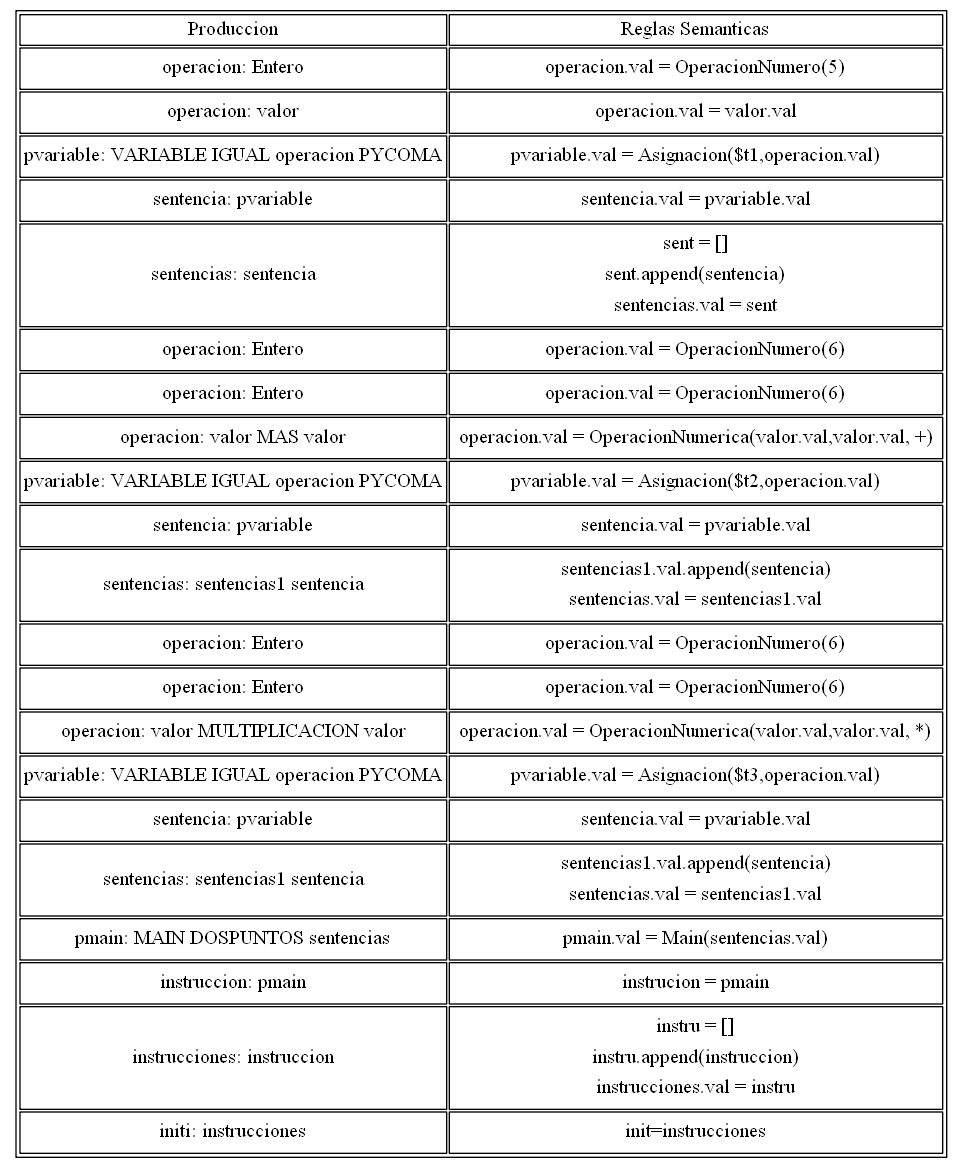 Produccion	Reglas Semanticas
operacion: Entero	operacion.val = OperacionNumero(5)
operacion: valor	operacion.val = valor.val
pvariable: VARIABLE IGUAL operacion PYCOMA	pvariable.val = Asignacion($t1,operacion.val)
sentencia: pvariable	sentencia.val = pvariable.val
sentencias: sentencia	sent = []
sent.append(sentencia)
sentencias.val = sent
operacion: Entero	operacion.val = OperacionNumero(6)
operacion: Entero	operacion.val = OperacionNumero(6)
operacion: valor MAS valor	operacion.val = OperacionNumerica(valor.val,valor.val, +)
pvariable: VARIABLE IGUAL operacion PYCOMA	pvariable.val = Asignacion($t2,operacion.val)
sentencia: pvariable	sentencia.val = pvariable.val
sentencias: sentencias1 sentencia	sentencias1.val.append(sentencia)
sentencias.val = sentencias1.val
operacion: Entero	operacion.val = OperacionNumero(6)
operacion: Entero	operacion.val = OperacionNumero(6)
operacion: valor MULTIPLICACION valor	operacion.val = OperacionNumerica(valor.val,valor.val, *)
pvariable: VARIABLE IGUAL operacion PYCOMA	pvariable.val = Asignacion($t3,operacion.val)
sentencia: pvariable	sentencia.val = pvariable.val
sentencias: sentencias1 sentencia	sentencias1.val.append(sentencia)
sentencias.val = sentencias1.val
pmain: MAIN DOSPUNTOS sentencias	pmain.val = Main(sentencias.val)
instruccion: pmain	instrucion = pmain
instrucciones: instruccion	instru = []
instru.append(instruccion)
instrucciones.val = instru
initi: instrucciones	init=instrucciones